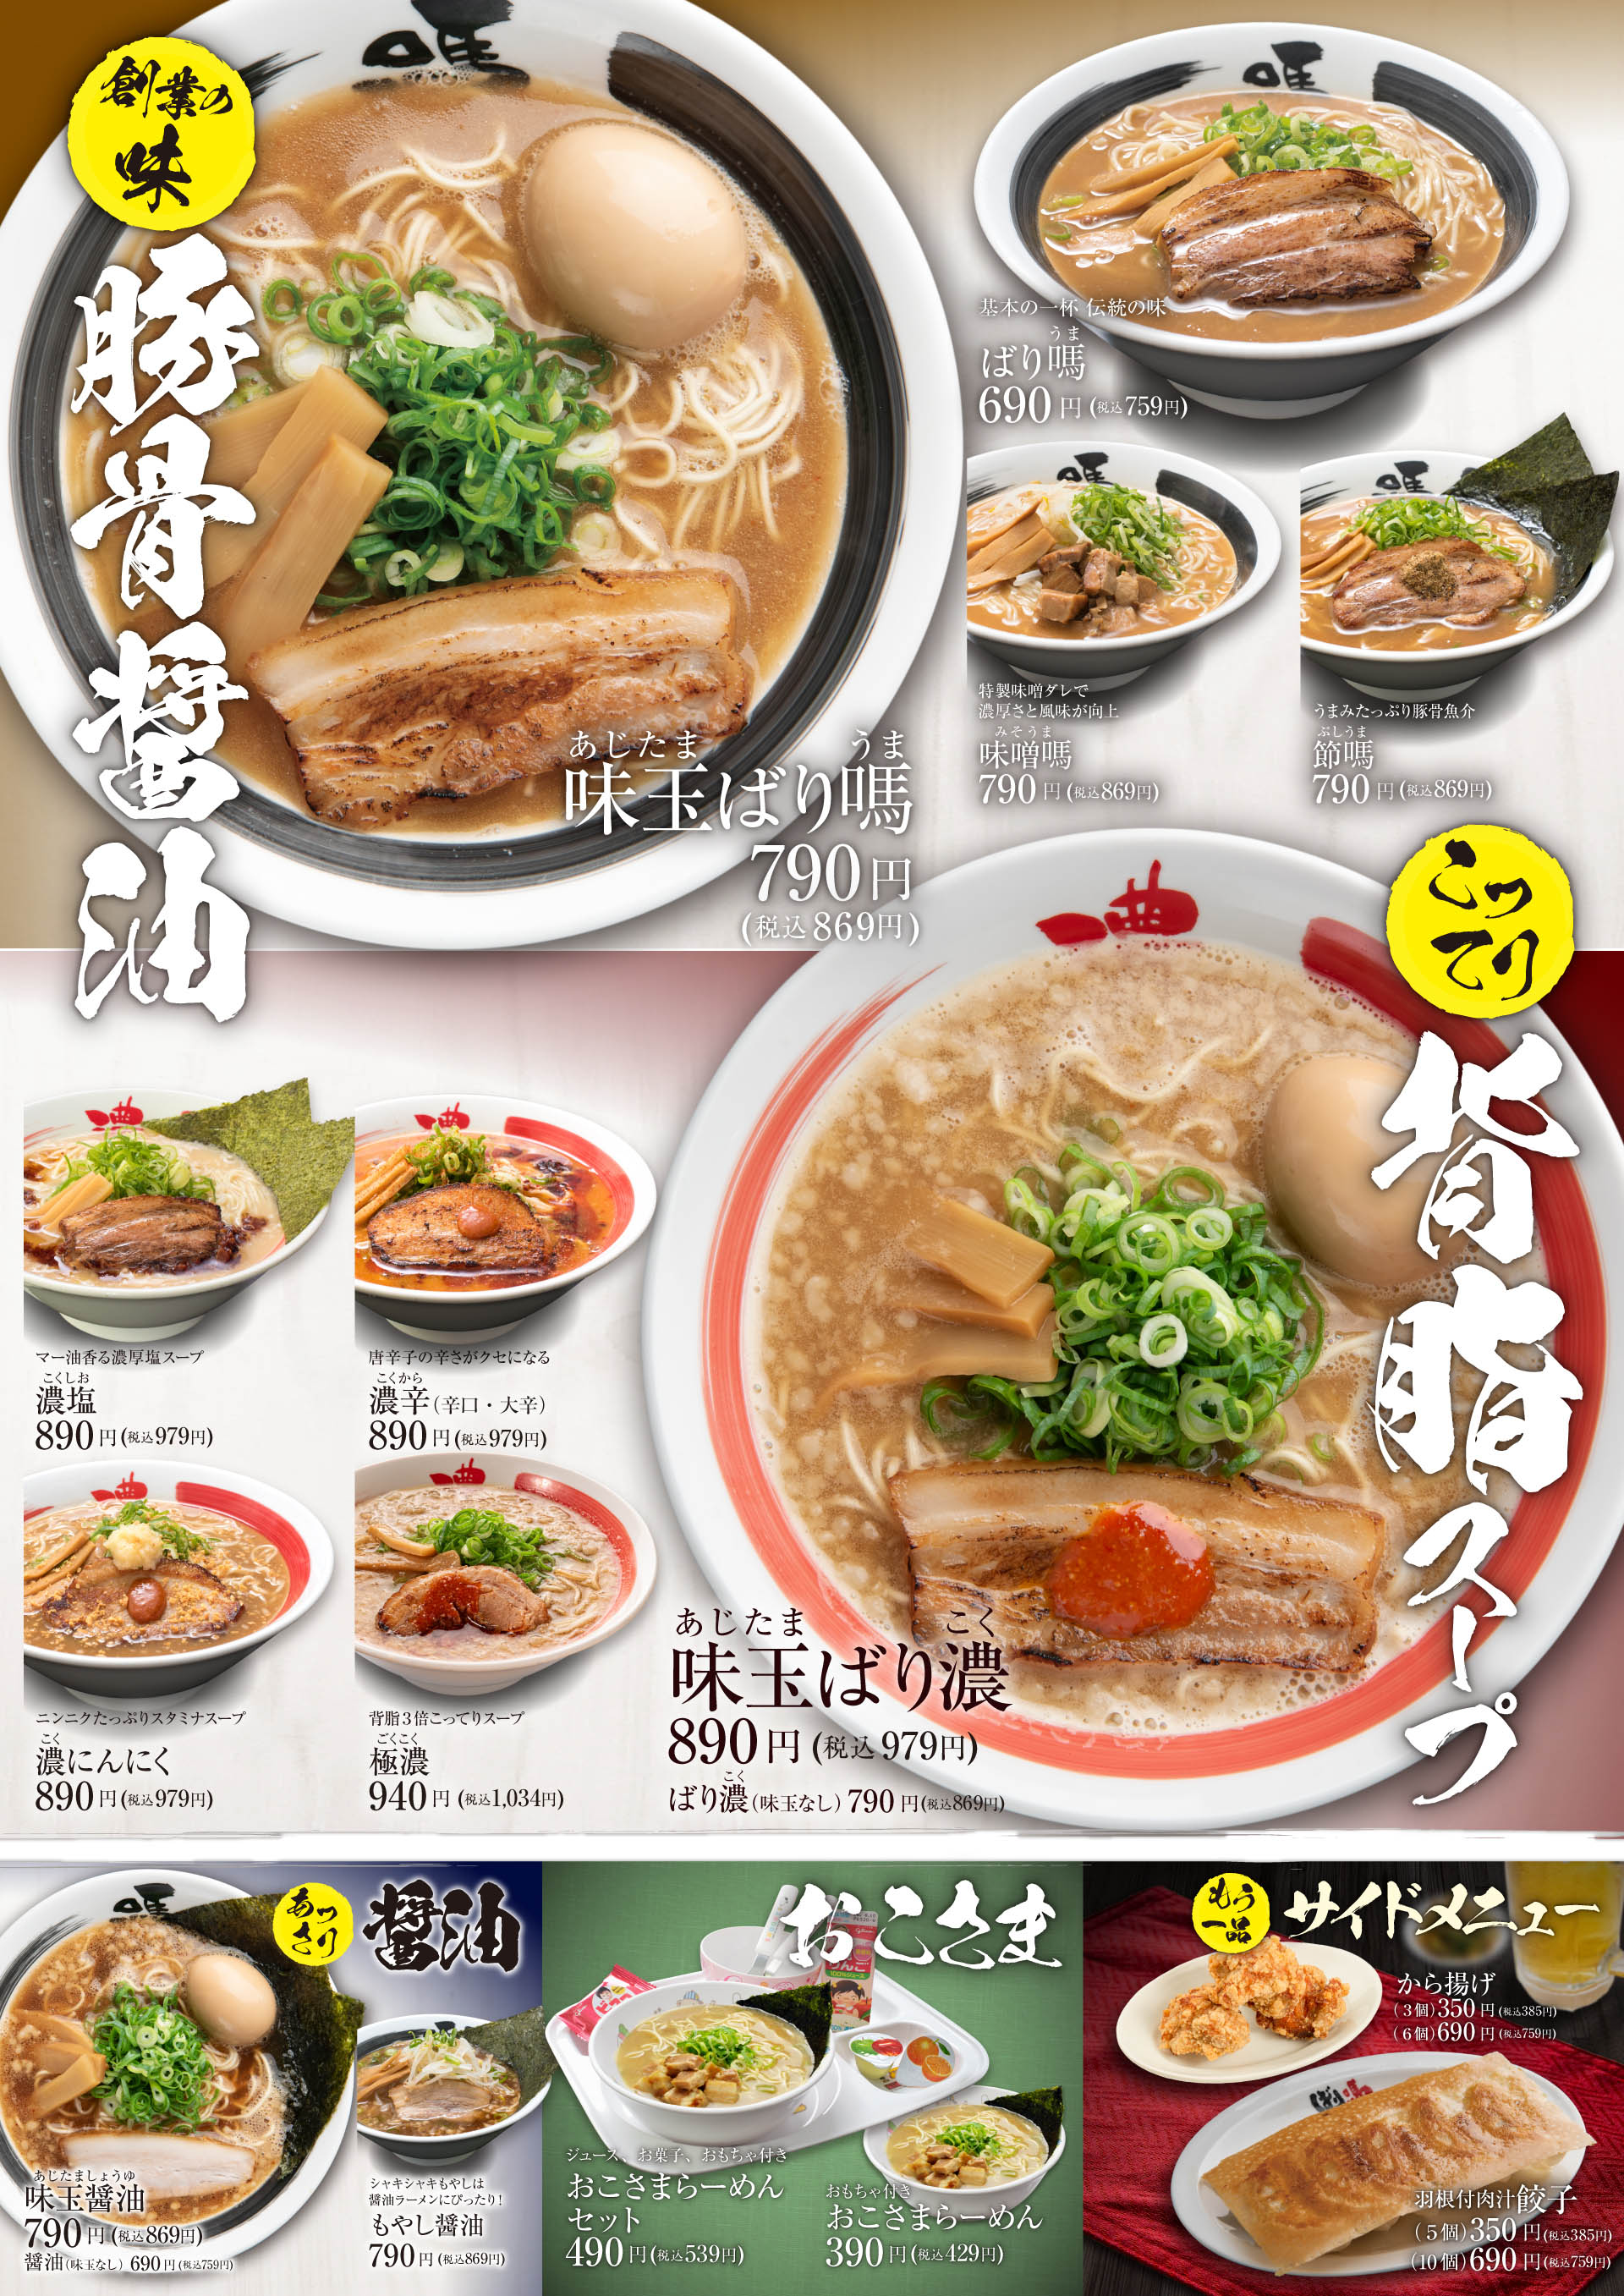 創業の
味
豚骨醤油
嗎
あじたま うま
味玉ばり嗎
790円
(税込869円)
嗎
基本の一杯 伝統の味
うま
ばり嗎
690円(税込759円)
嗎
特製味噌ダレで
濃厚さと風味が向上
みそうま
味噌嗎
790円(税込869円)
嗎
うまみたっぷり豚骨魚介
ぶしうま
節嗎
790円(税込869円)
こってり
背脂スープ
あじたま こく
味玉ばり濃
890円(税込979円)
こく
ばり濃(味玉なし)790円(税込869円)
マー油香る濃厚塩スープ
こくしお
濃塩
890円(税込979円)
唐辛子の辛さがクセになる
こくから
濃辛(辛口・大辛)
890円(税込979円)
ニンニクたっぷりスタミナスープ
こく
濃にんにく
890円(税込979円)
背脂3倍こってりスープ
ごくこく
極濃
940円(税込1,034円)
あっさり
醤油
嗎
あじたましょうゆ
味玉醤油
790円(税込869円)
醤油(味玉なし)690円(税込759円)
シャキシャキもやしは
醤油ラーメンにぴったり!
もやし醤油
790円(税込869円)
おこさま
ジュース、お菓子、おもちゃ付き
おこさまらーめん
セット
490円(税込539円)
おもちゃ付き
おこさまらーめん
390円(税込429円)
もう
一品
サイドメニュー
から揚げ
(3個)350円(税込385円)
(6個)690円(税込759円)
羽根付肉汁餃子
(5個)350円(税込385円)
(10個)690円(税込759円)